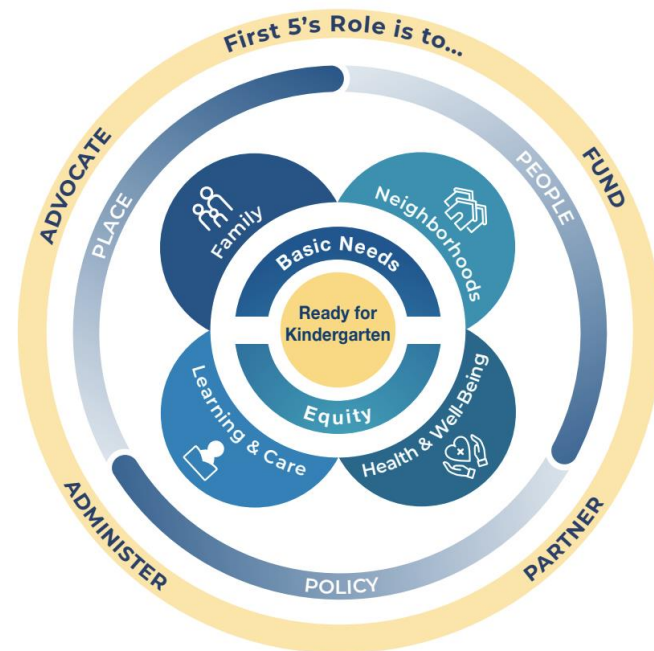 First 5's Role is to...
ADVOCATE
FUND
PLACE
PEOPLE
Family
Neighborhoods
Basic Needs
Ready for
Kindergarten
Equity
Learning & Care
Health & Well-Being
ADMINISTER
PARTNER
POLICY